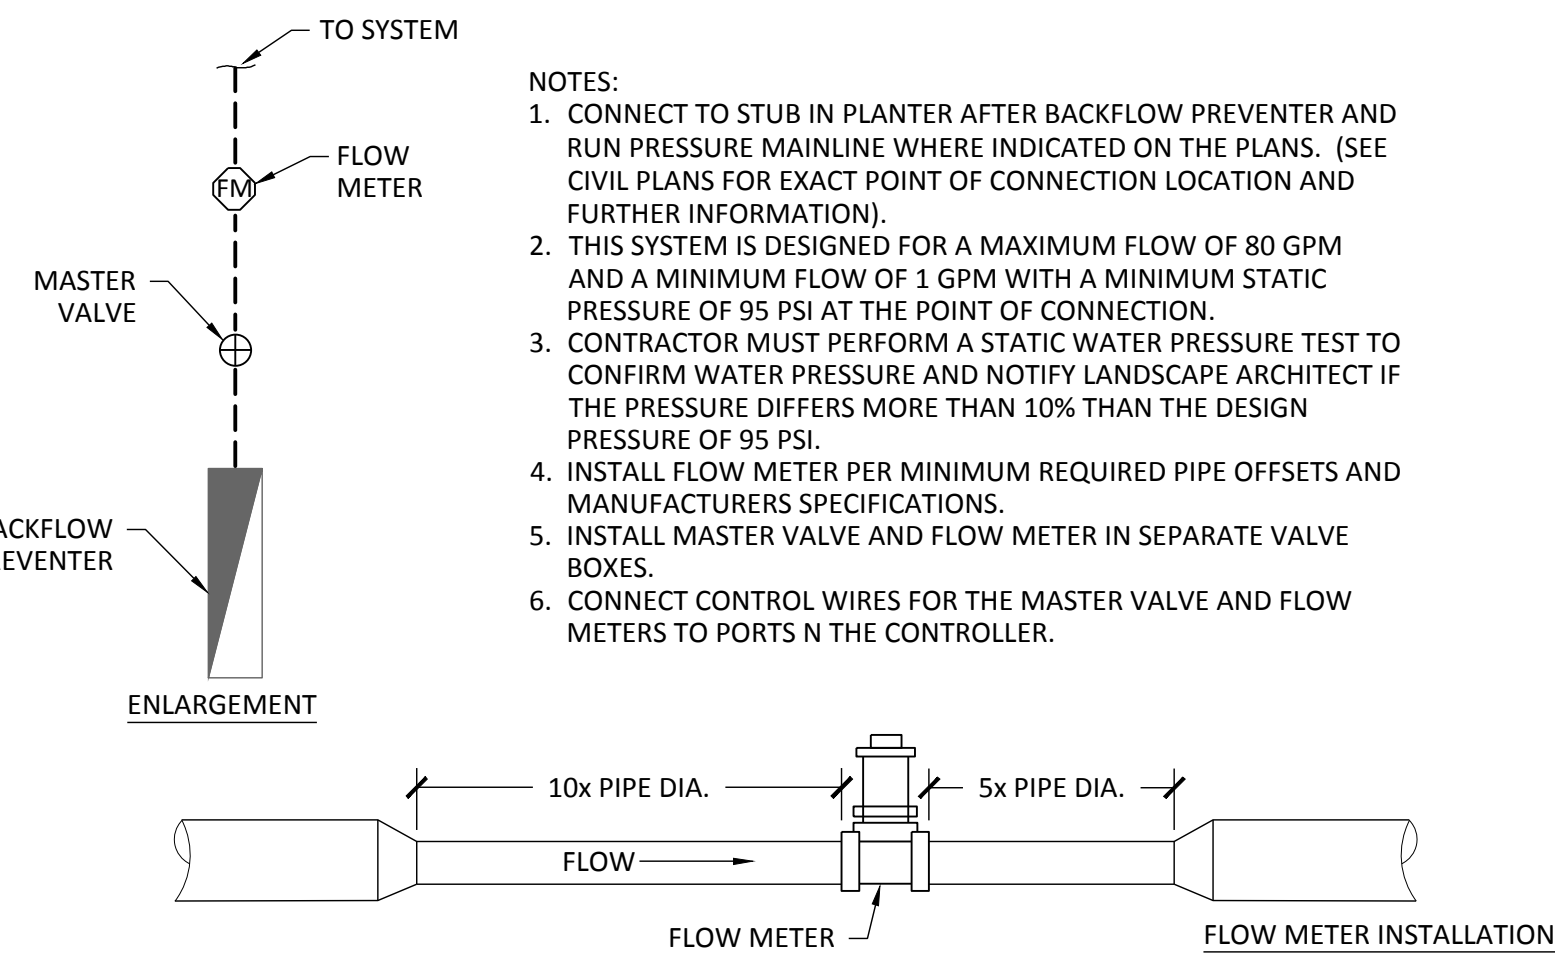 TO SYSTEM
FLOW
METER
FM
MASTER
VALVE
ACKFLOW
EVENTER
ENLARGEMENT
NOTES:
1. CONNECT TO STUB IN PLANTER AFTER BACKFLOW PREVENTER AND
RUN PRESSURE MAINLINE WHERE INDICATED ON THE PLANS. (SEE
CIVIL PLANS FOR EXACT POINT OF CONNECTION LOCATION AND
FURTHER INFORMATION).
2. THIS SYSTEM IS DESIGNED FOR A MAXIMUM FLOW OF 80 GPM
AND A MINIMUM FLOW OF 1 GPM WITH A MINIMUM STATIC
PRESSURE OF 95 PSI AT THE POINT OF CONNECTION.
3. CONTRACTOR MUST PERFORM A STATIC WATER PRESSURE TEST TO
CONFIRM WATER PRESSURE AND NOTIFY LANDSCAPE ARCHITECT IF
THE PRESSURE DIFFERS MORE THAN 10% THAN THE DESIGN
PRESSURE OF 95 PSI.
4. INSTALL FLOW METER PER MINIMUM REQUIRED PIPE OFFSETS AND
MANUFACTURERS SPECIFICATIONS.
5. INSTALL MASTER VALVE AND FLOW METER IN SEPARATE VALVE
BOXES.
6. CONNECT CONTROL WIRES FOR THE MASTER VALVE AND FLOW
METERS TO PORTS N THE CONTROLLER.
10x PIPE DIA.
5x PIPE DIA.
FLOW
FLOW METER
FLOW METER INSTALLATION